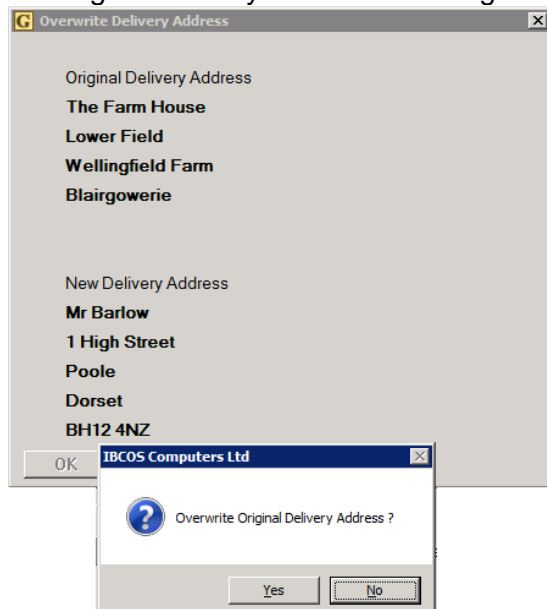 G Overwrite Delivery Address
Original Delivery Address
The Farm House
Lower Field
Wellingfield Farm
Blairgowerie
New Delivery Address
Mr Barlow
1 High Street
Poole
Dorset
BH12 4NZ
OK
IBCOS Computers Ltd
Overwrite Original Delivery Address ?
Yes
No